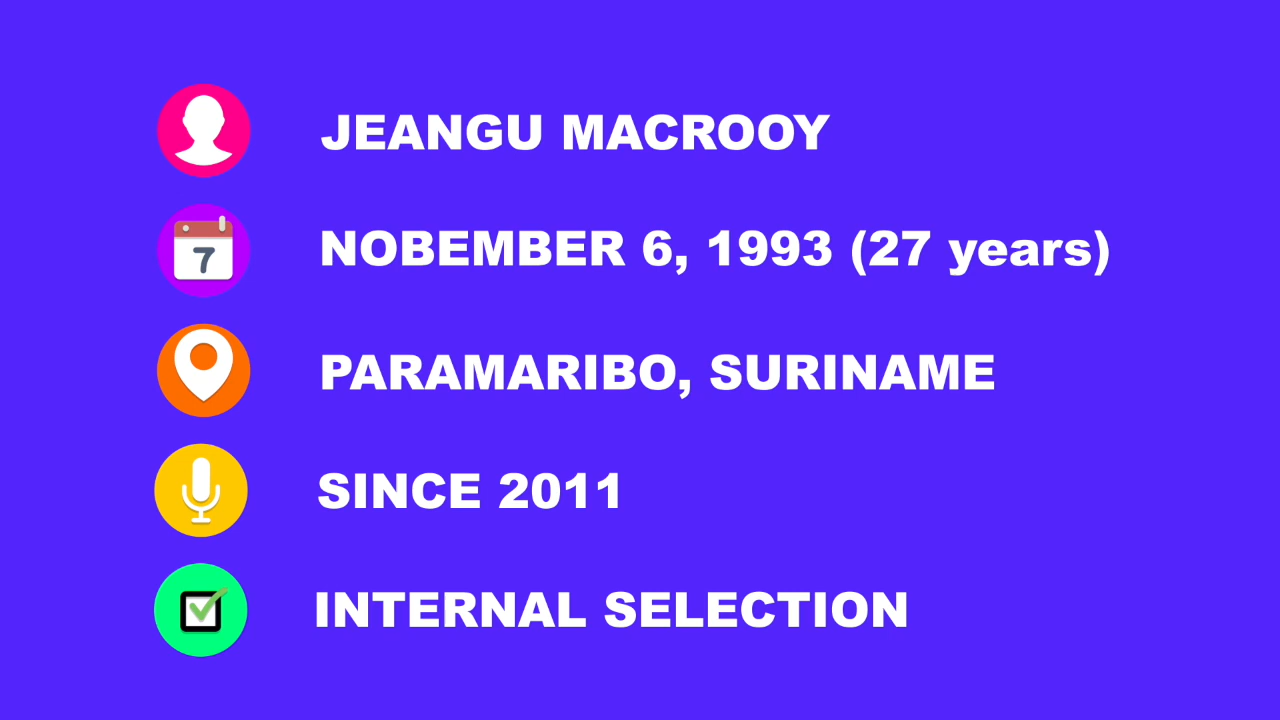 JEANGU MACROOY
7
NOBEMBER 6, 1993 (27 years)
PARAMARIBO, SURINAME
SINCE 2011
INTERNAL SELECTION